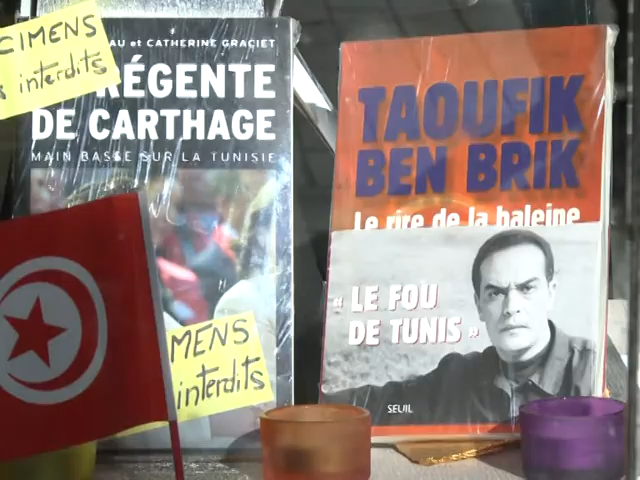 CIMENS
interdits
AU et CATHERINE GRACIET
RÉGENTE
DE CARTHAGE
MAIN BASSE SUR LA TUNISIE
MENS
interdits
TAOUFIK
BEN BRIK
Le rire de la baleine
« LE FOU
DE TUNIS »
SEUIL